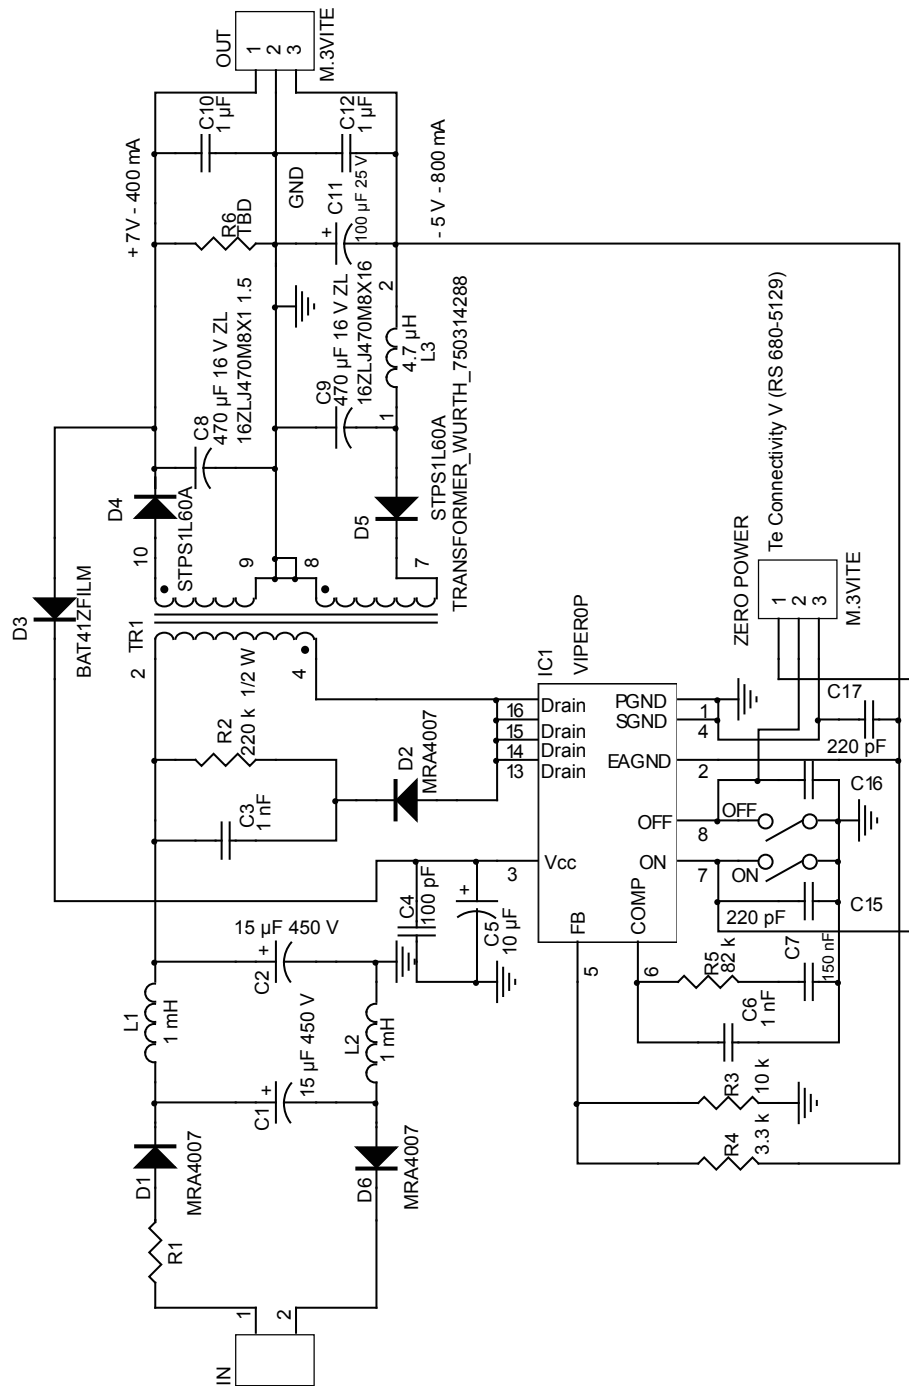 IN
1
2
R1
D1
MRA4007
D6
MRA4007
L1
1 mH
C1
+
15 µF 450 V
L2
1 mH
C2
+
15 µF 450 V
C3
1 nF
R2
220 k 1/2 W
D2
MRA4007
D3
BAT41ZFILM
TR1
2
4
10
9
8
7
TRANSFORMER_WURTH_750314288
D4
STPS1L60A
D5
STPS1L60A
C8
470 µF 16 V ZL
16ZLJ470M8X1 1.5
C9
470 µF 16 V ZL
16ZLJ470M8X16
1
2
4.7 µH
L3
R6
TBD
GND
+
C11
100 µF 25 V
C10
1 µF
C12
1 µF
+ 7V - 400 mA
- 5 V - 800 mA
OUT
1
2
3
M.3VITE
C4
100 pF
+
C5
10 µF
IC1
VIPER0P
16
15
14
13
Drain
Drain
Drain
Drain
Vcc
3
PGND
SGND
1
4
EAGND
2
OFF
8
ON
7
COMP
6
FB
5
ZERO POWER
Te Connectivity V (RS 680-5129)
1
2
3
M.3VITE
C17
220 pF
C16
OFF
ON
220 pF
C15
R5
82 k
C7
150 nF
C6
1 nF
R3
10 k
R4
3.3 k